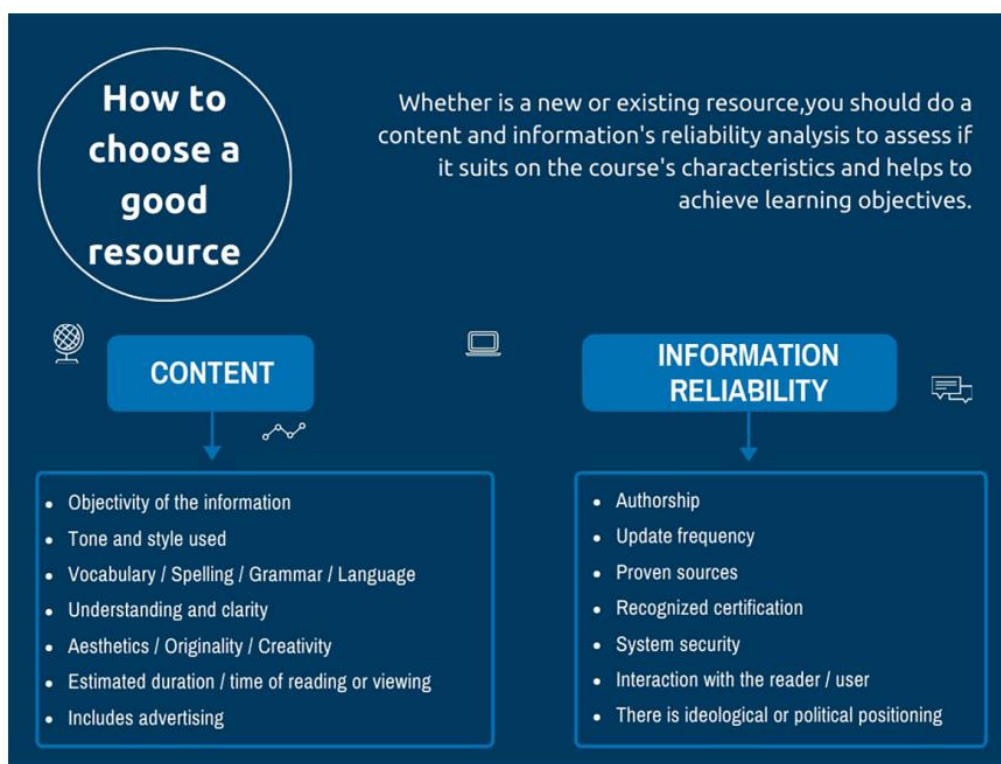 How to
choose a
good
resource
Whether is a new or existing resource,you should do a
content and information's reliability analysis to assess if
it suits on the course's characteristics and helps to
achieve learning objectives.
CONTENT
• Objectivity of the information
• Tone and style used
• Vocabulary / Spelling / Grammar / Language
• Understanding and clarity
• Aesthetics / Originality / Creativity
• Estimated duration / time of reading or viewing
• Includes advertising
INFORMATION
RELIABILITY
• Authorship
• Update frequency
• Proven sources
• Recognized certification
• System security
• Interaction with the reader / user
• There is ideological or political positioning